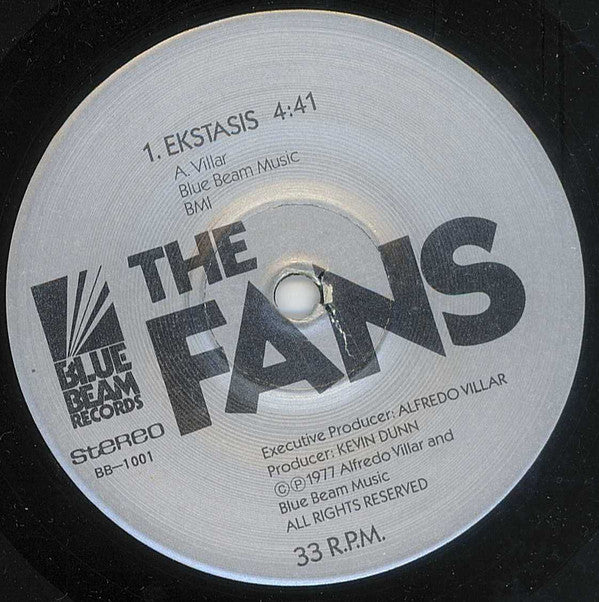 1. EKSTASIS 4:41
A. Villar
Blue Beam Music
BMI
THE
FANS
BLUE
BEAM
RECORDS
stereo
BB-1001
Executive Producer: ALFREDO VILLAR
Producer: KEVIN DUNN
©℗1977 Alfredo Villar and
Blue Beam Music
ALL RIGHTS RESERVED
33 R.P.M.